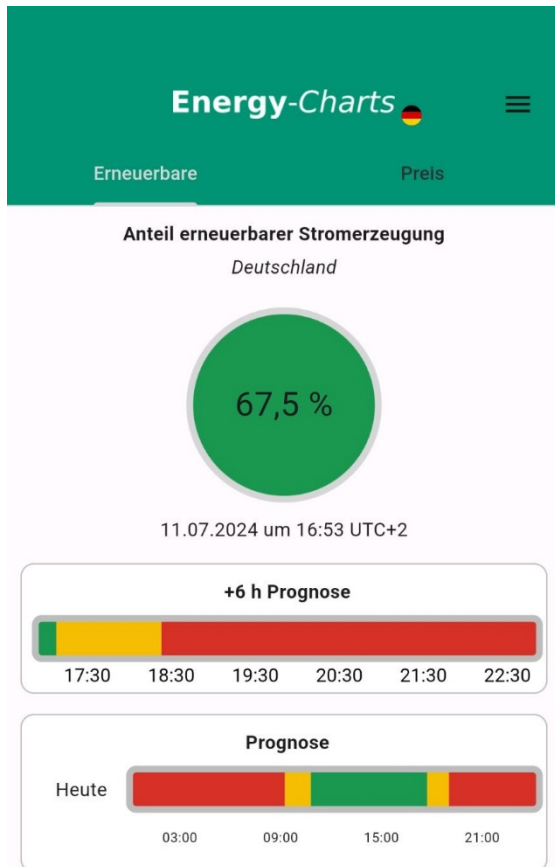 Energy-Charts
Erneuerbare Preis
Anteil erneuerbarer Stromerzeugung
Deutschland
67,5 %
11.07.2024 um 16:53 UTC+2
+6 h Prognose
17:30 18:30 19:30 20:30 21:30 22:30
Prognose
Heute
03:00 09:00 15:00 21:00